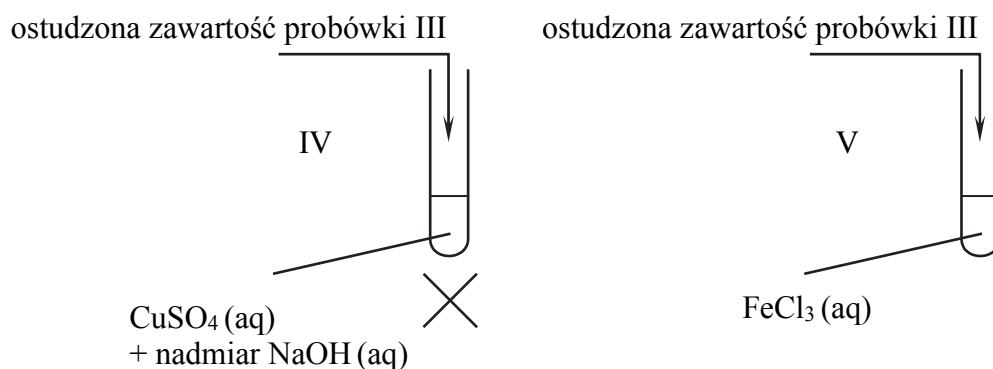 ostudzona zawartość probówki III
ostudzona zawartość probówki III
IV
V
CuSO₄ (aq)
+ nadmiar NaOH (aq)
FeCl₃ (aq)